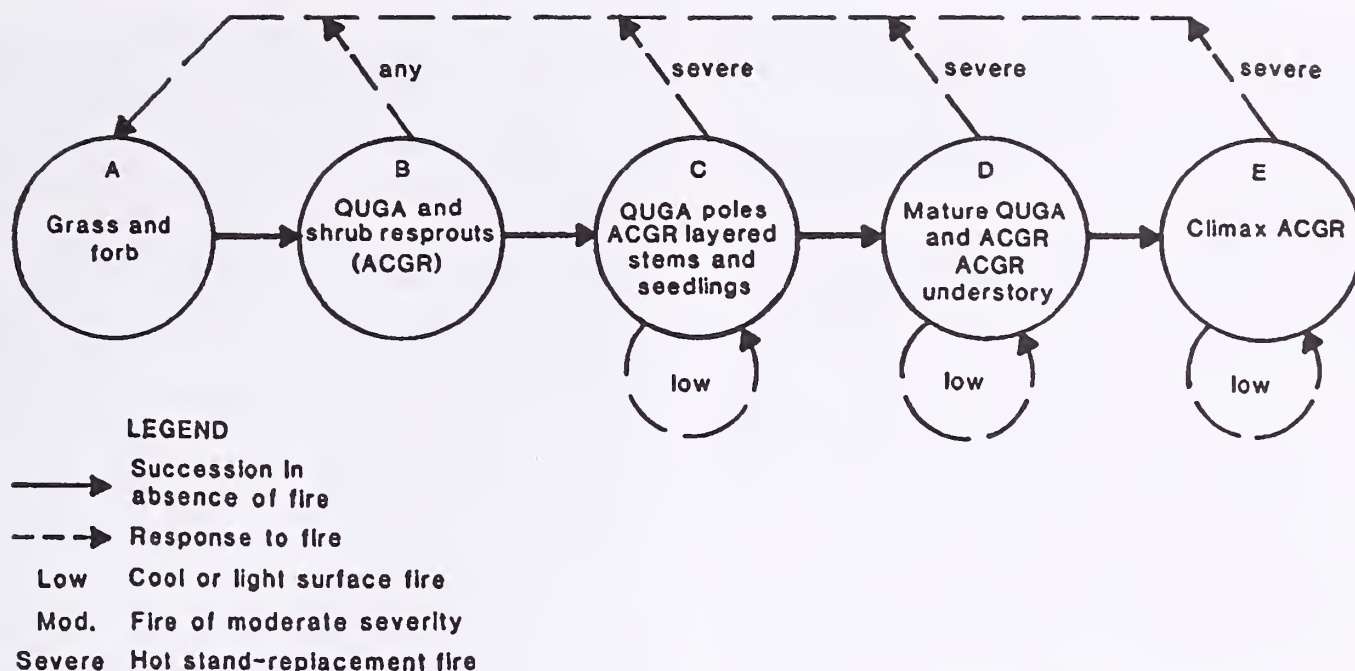 any
severe
severe
severe
A
Grass and
forb
B
QUGA and
shrub resprouts
(ACGR)
C
QUGA poles
ACGR layered
stems and
seedlings
D
Mature QUGA
and ACGR
ACGR
understory
E
Climax ACGR
low
low
low
LEGEND
Succession in
absence of fire
Response to fire
Low Cool or light surface fire
Mod. Fire of moderate severity
Severe Hot stand-replacement fire